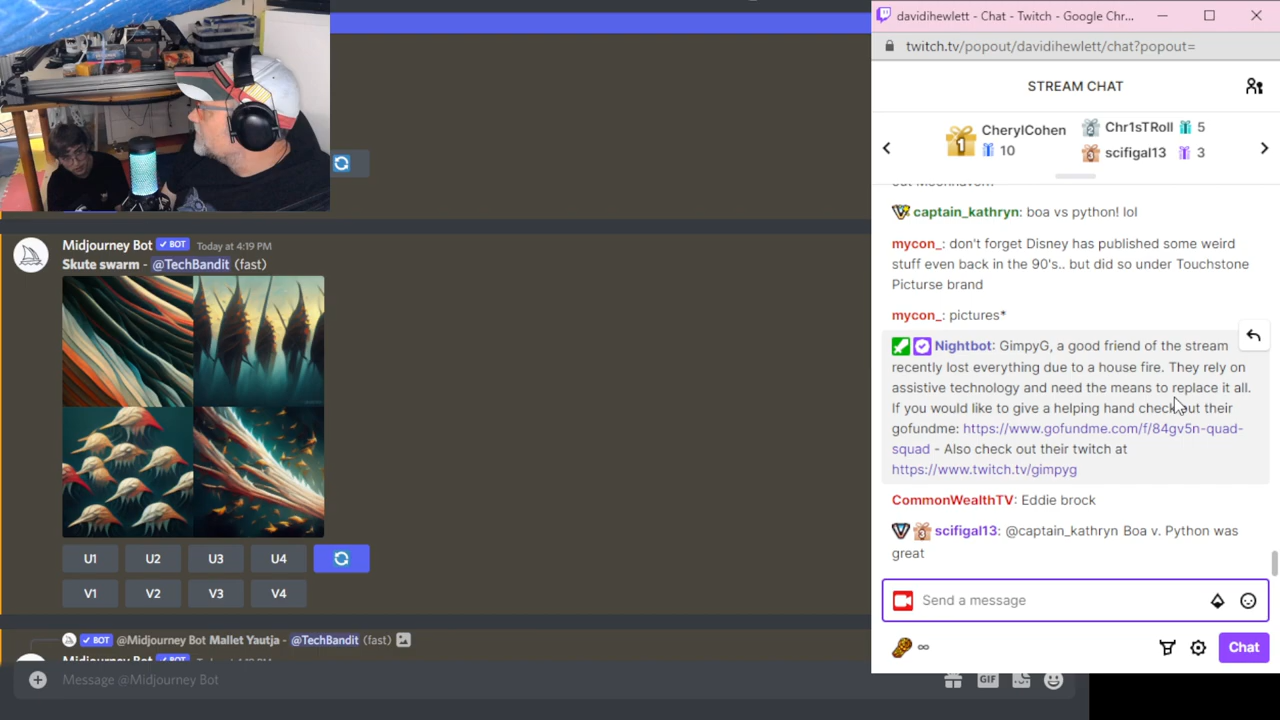 davidihewlett - Chat - Twitch - Google Chr...
twitch.tv/popout/davidihewlett/chat?popout=
STREAM CHAT
1 CherylCohen 10
2 Chr1sTRoll 5
3 scifigal13 3
captain_kathryn: boa vs python! lol
mycon_: don't forget Disney has published some weird
stuff even back in the 90's.. but did so under Touchstone
Picturse brand
mycon_: pictures*
Nightbot: GimpyG, a good friend of the stream
recently lost everything due to a house fire. They rely on
assistive technology and need the means to replace it all.
If you would like to give a helping hand check out their
gofundme: https://www.gofundme.com/f/84gv5n-quad-
squad - Also check out their twitch at
https://www.twitch.tv/gimpyg
CommonWealthTV: Eddie brock
scifigal13: @captain_kathryn Boa v. Python was
great
Send a message
∞
Chat
Midjourney Bot ✓ BOT Today at 4:19 PM
Skute swarm - @TechBandit (fast)
U1 U2 U3 U4
V1 V2 V3 V4
✓ BOT @Midjourney Bot Mallet Yautja - @TechBandit (fast)
Message @Midjourney Bot
GIF